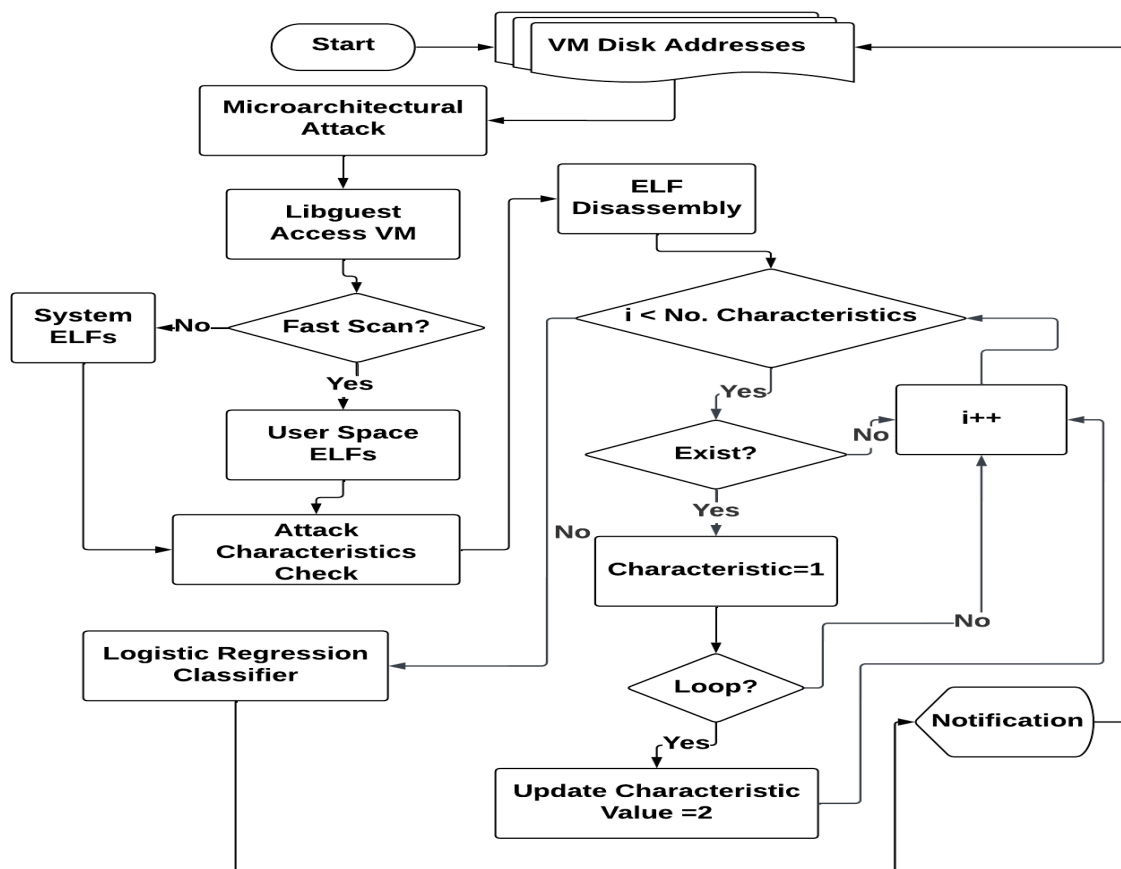 Start
VM Disk Addresses
Microarchitectural
Attack
Libguest
Access VM
Fast Scan?
No
System
ELFs
Yes
User Space
ELFs
Attack
Characteristics
Check
ELF
Disassembly
i < No. Characteristics
Yes
Exist?
No
i++
Yes
No
Characteristic=1
Loop?
No
Yes
Update Characteristic
Value =2
Logistic Regression
Classifier
Notification